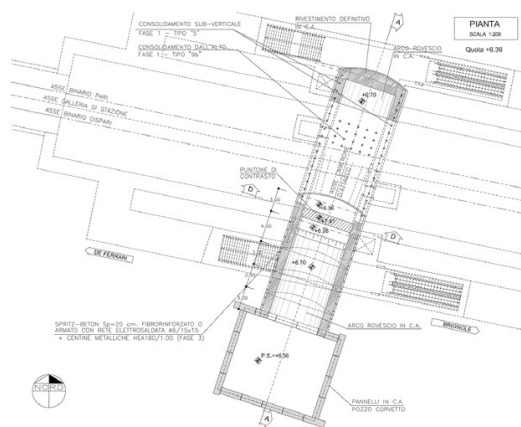 CONSOLIDAMENTO SUB-VERTICALE
FASE 1 - TIPO "5"
CONSOLIDAMENTO DALL'ALTO
FASE 1 - TIPO "96"
RIVESTIMENTO DEFINITIVO
IN C.A.
A
PIANTA
SCALA 1:200
Quota +6.39
ARCO-ROVESCIO
IN C.A.
+6.70
ASSE BINARIO PARI
ASSE GALLERIA DI STAZIONE
ASSE BINARIO DISPARI
PUNTONE DI
CONTRASTO
D
D
DE FERRARI
+6.70
BRIGNOLE
SPRITZ-BETON Sp=20 cm. FIBRORINFORZATO O
ARMATO CON RETE ELETTROSALDATA #6/15x15
+ CENTINE METALLICHE HEA180/1.00 (FASE 3)
ARCO ROVESCIO IN C.A.
P.S.=+6,56
NORD
PANNELLI IN C.A.
POZZO CORVETTO
A